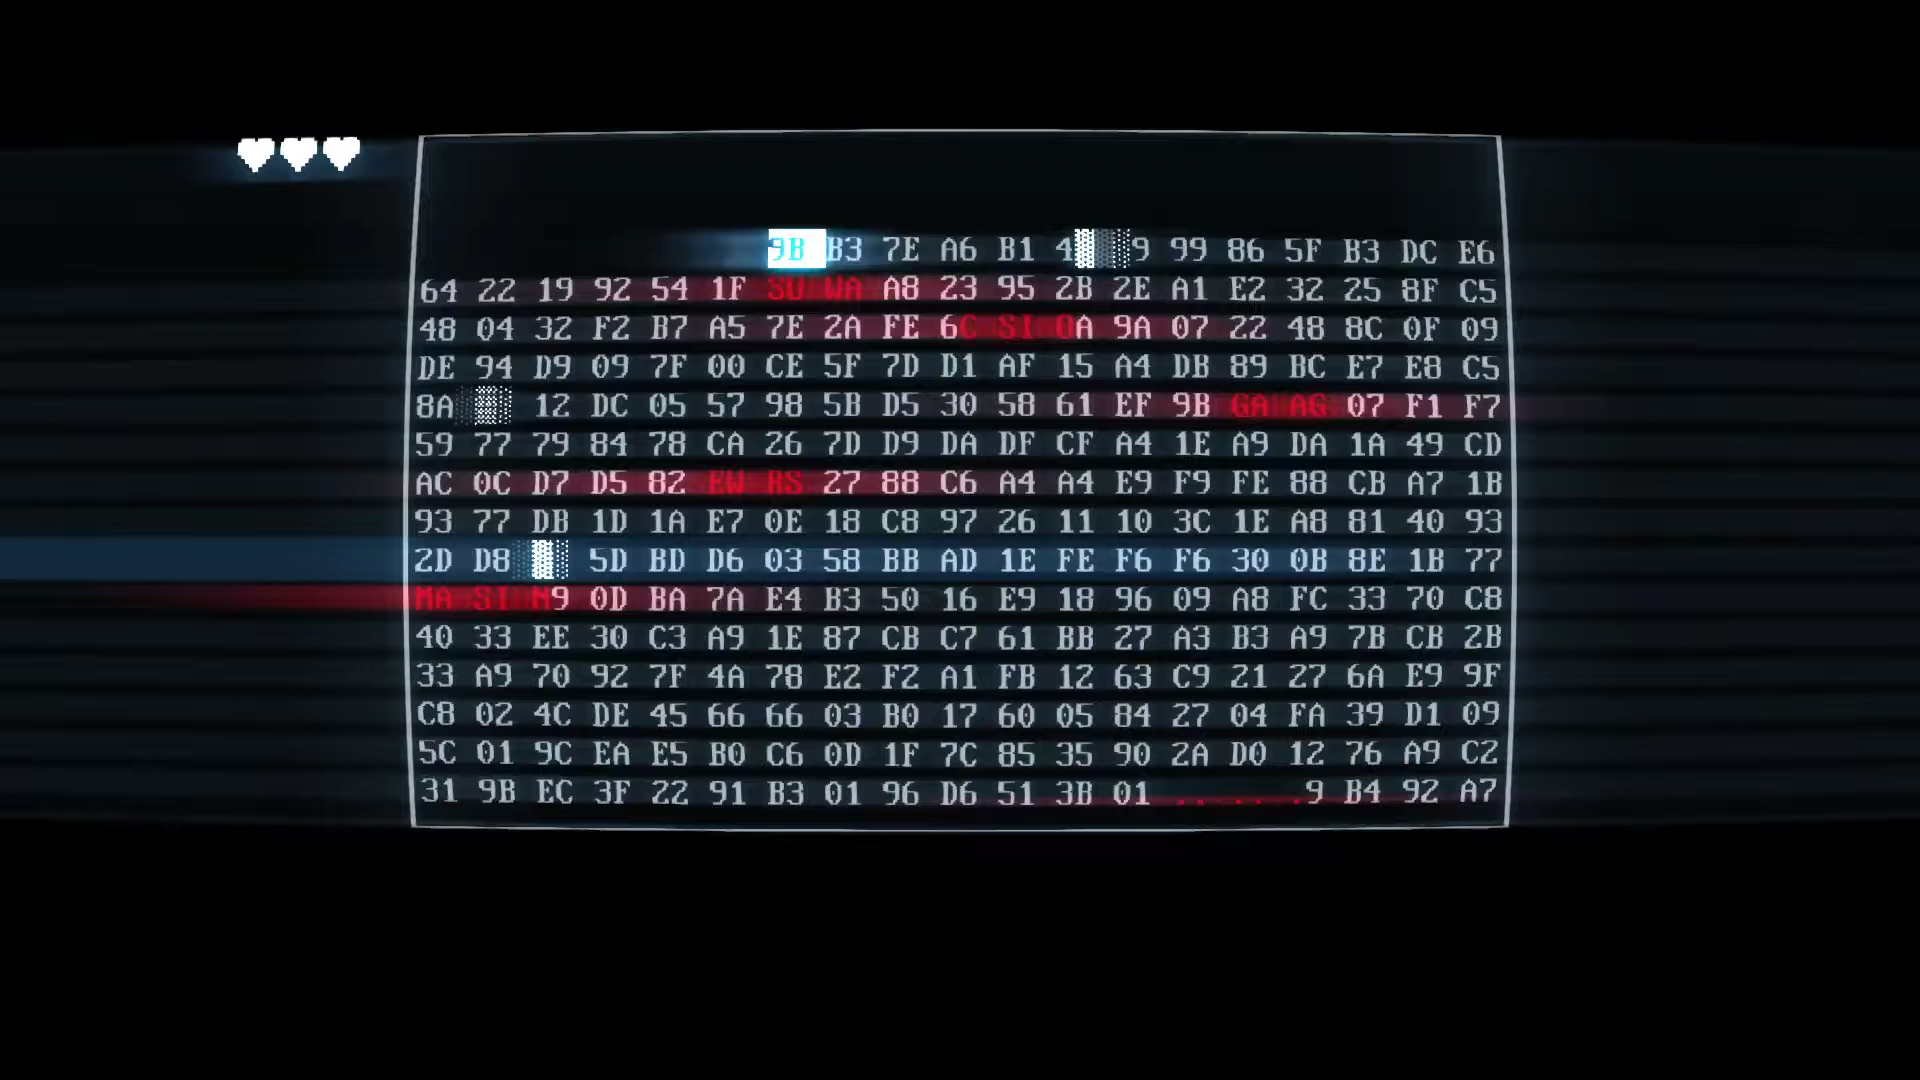 9B B3 7E A6 B1 4 9 99 86 5F B3 DC E6
64 22 19 92 54 1F A8 23 95 2B 2E A1 E2 32 25 8F C5
48 04 32 F2 B7 A5 7E 2A FE 6C SI OA 9A 07 22 48 8C 0F 09
DE 94 D9 09 7F 00 CE 5F 7D D1 AF 15 A4 DB 89 BC E7 E8 C5
8A 12 DC 05 57 98 5B D5 30 58 61 EF 9B GA AG 07 F1 F7
59 77 79 84 78 CA 26 7D D9 DA DF CF A4 1E A9 DA 1A 49 CD
AC 0C D7 D5 82 EW RS 27 88 C6 A4 A4 E9 F9 FE 88 CB A7 1B
93 77 DB 1D 1A E7 0E 18 C8 97 26 11 10 3C 1E A8 81 40 93
2D D8 5D BD D6 03 58 BB AD 1E FE F6 F6 30 0B 8E 1B 77
MA SI N9 0D BA 7A E4 B3 50 16 E9 18 96 09 A8 FC 33 70 C8
40 33 EE 30 C3 A9 1E 87 CB C7 61 BB 27 A3 B3 A9 7B CB 2B
33 A9 70 92 7F 4A 78 E2 F2 A1 FB 12 63 C9 21 27 6A E9 9F
C8 02 4C DE 45 66 66 03 B0 17 60 05 84 27 04 FA 39 D1 09
5C 01 9C EA E5 B0 C6 0D 1F 7C 85 35 90 2A D0 12 76 A9 C2
31 9B EC 3F 22 91 B3 01 96 D6 51 3B 01 .. .. .9 B4 92 A7